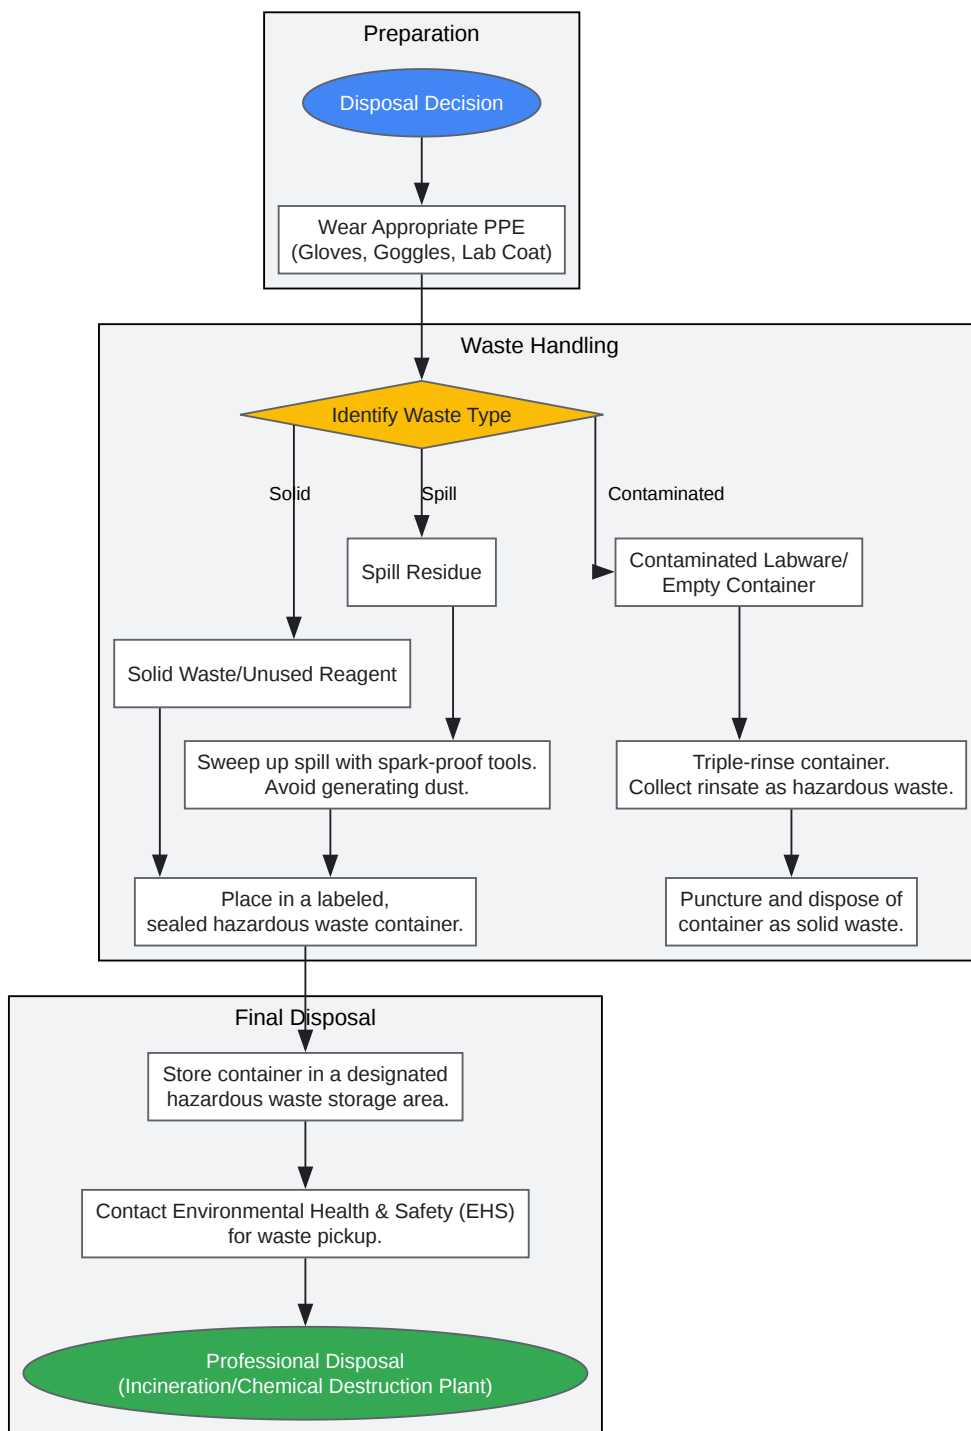 Preparation
Disposal Decision
Wear Appropriate PPE
(Gloves, Goggles, Lab Coat)
Waste Handling
Identify Waste Type
Solid
Spill
Contaminated
Spill Residue
Contaminated Labware/
Empty Container
Solid Waste/Unused Reagent
Sweep up spill with spark-proof tools.
Avoid generating dust.
Triple-rinse container.
Collect rinsate as hazardous waste.
Place in a labeled,
sealed hazardous waste container.
Puncture and dispose of
container as solid waste.
Final Disposal
Store container in a designated
hazardous waste storage area.
Contact Environmental Health & Safety (EHS)
for waste pickup.
Professional Disposal
(Incineration/Chemical Destruction Plant)